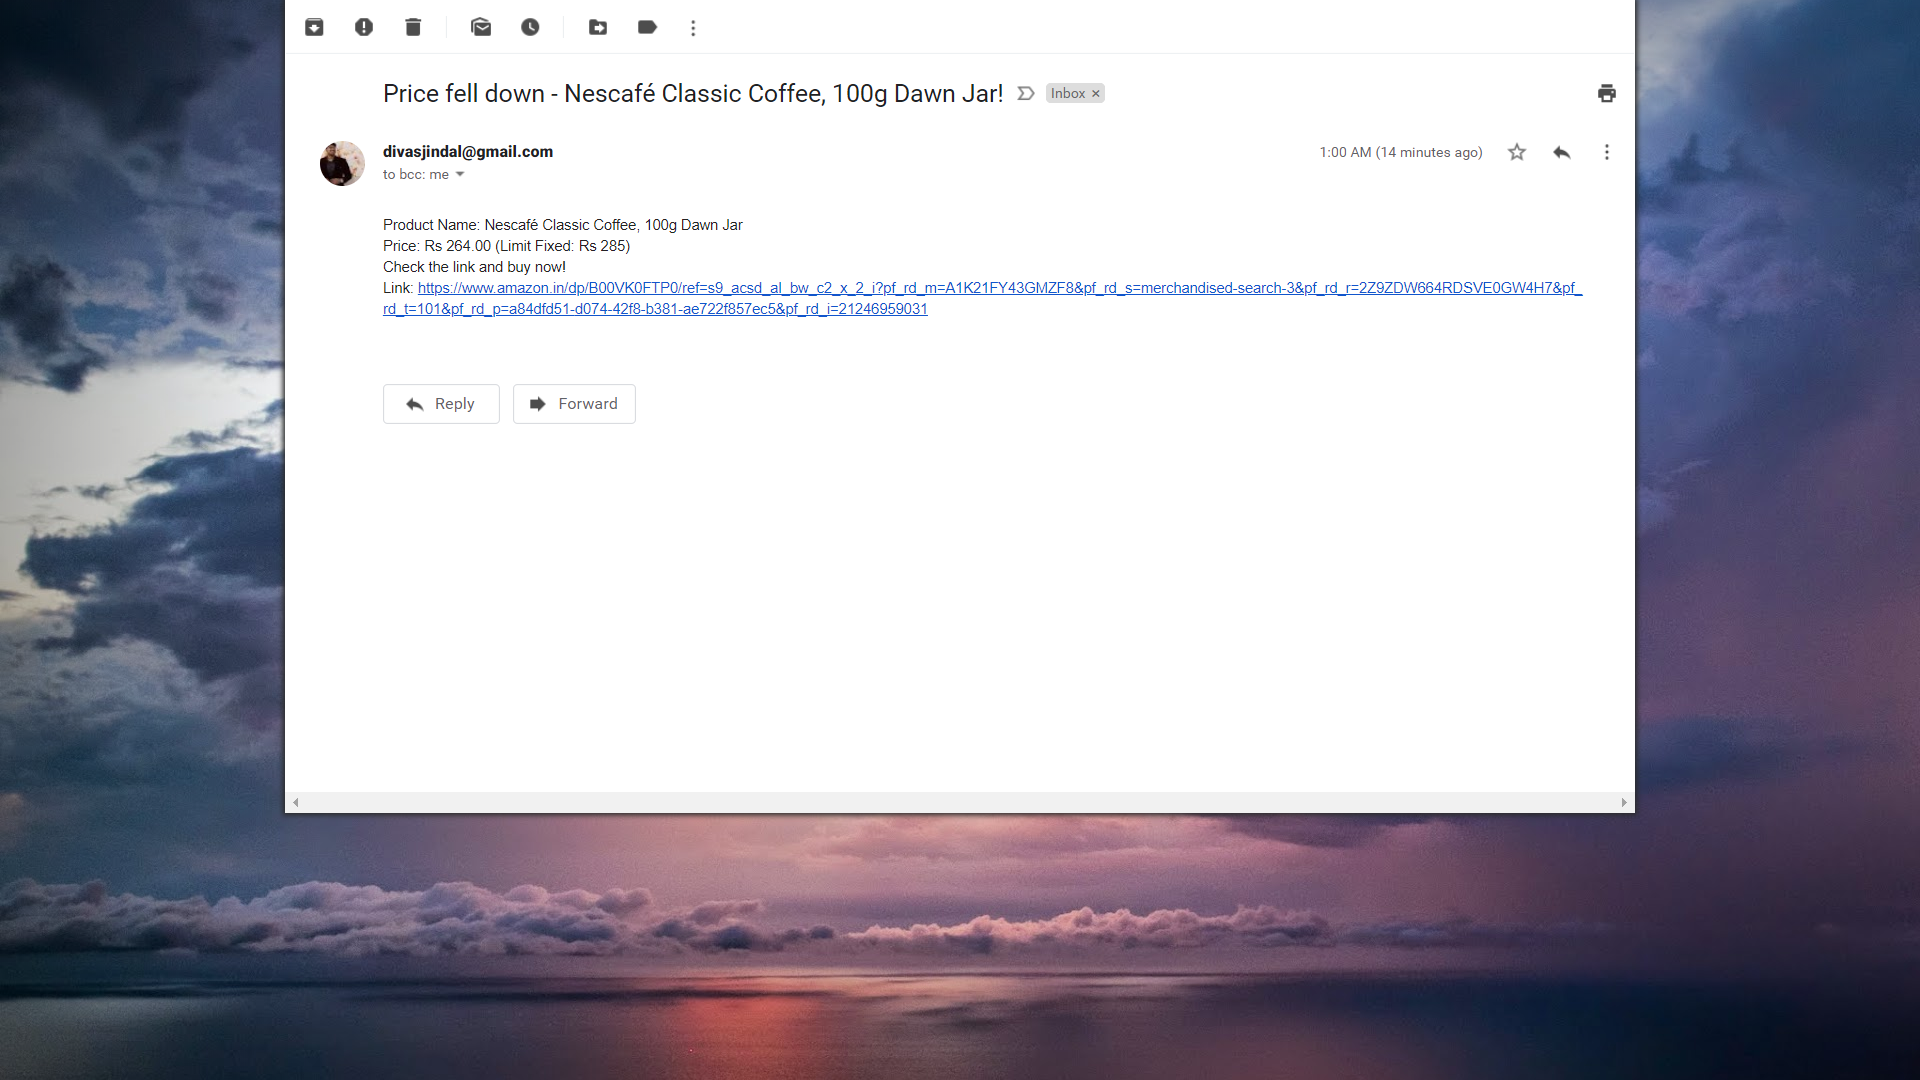 Price fell down - Nescafé Classic Coffee, 100g Dawn Jar! Inbox ×
divasjindal@gmail.com 1:00 AM (14 minutes ago)
to bcc: me
Product Name: Nescafé Classic Coffee, 100g Dawn Jar
Price: Rs 264.00 (Limit Fixed: Rs 285)
Check the link and buy now!
Link: https://www.amazon.in/dp/B00VK0FTP0/ref=s9_acsd_al_bw_c2_x_2_i?pf_rd_m=A1K21FY43GMZF8&pf_rd_s=merchandised-search-3&pf_rd_r=2Z9ZDW664RDSVE0GW4H7&pf_
rd_t=101&pf_rd_p=a84dfd51-d074-42f8-b381-ae722f857ec5&pf_rd_i=21246959031
Reply Forward